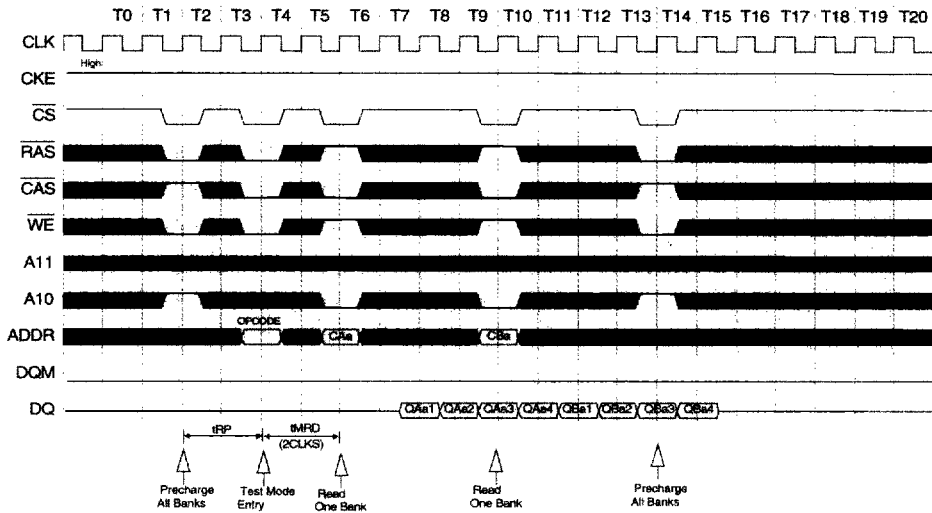 T0 T1 T2 T3 T4 T5 T6 T7 T8 T9 T10 T11 T12 T13 T14 T15 T16 T17 T18 T19 T20
CLK
High
CKE
CS
RAS
CAS
WE
A11
A10
OPCODE
ADDR CAa CBa
DQM
DQ QAa1 QAa2 QAa3 QAa4 QBa1 QBa2 QBa3 QBa4
tRP tMRD
(2CLKS)
Precharge All Banks
Test Mode Entry
Read One Bank
Read One Bank
Precharge All Banks